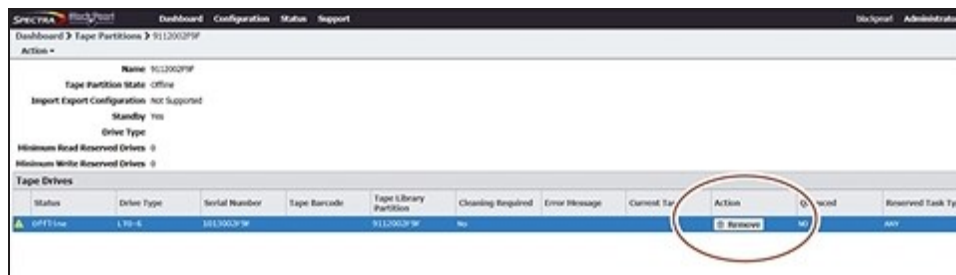 SPECTRA BlackPearl Dashboard Configuration Status Support blackpearl Administrato
Dashboard > Tape Partitions > 9112002F9F
Action
Name 9112002F9F
Tape Partition State Offline
Import Export Configuration Not Supported
Standby Yes
Drive Type
Minimum Read Reserved Drives 0
Minimum Write Reserved Drives 0
Tape Drives
Status Drive Type Serial Number Tape Barcode Tape Library Partition Cleaning Required Error Message Current Ta Action Reserved Task Ty
Offline LTO-6 1013002F9F 9112002F9F No Remove NO ANY